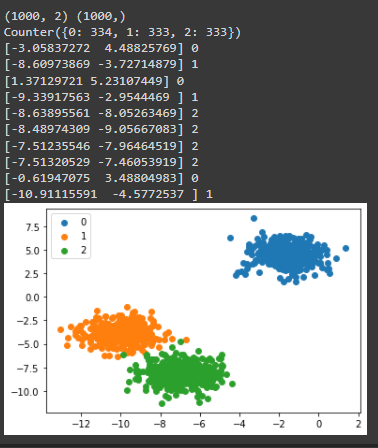 (1000, 2) (1000,)
Counter({0: 334, 1: 333, 2: 333})
[-3.05837272  4.48825769] 0
[-8.60973869 -3.72714879] 1
[1.37129721 5.23107449] 0
[-9.33917563 -2.9544469 ] 1
[-8.63895561 -8.05263469] 2
[-8.48974309 -9.05667083] 2
[-7.51235546 -7.96464519] 2
[-7.51320529 -7.46053919] 2
[-0.61947075  3.48804983] 0
[-10.91115591  -4.5772537 ] 1
0
1
2
7.5
5.0
2.5
0.0
−2.5
−5.0
−7.5
−10.0
−12 −10 −8 −6 −4 −2 0 2